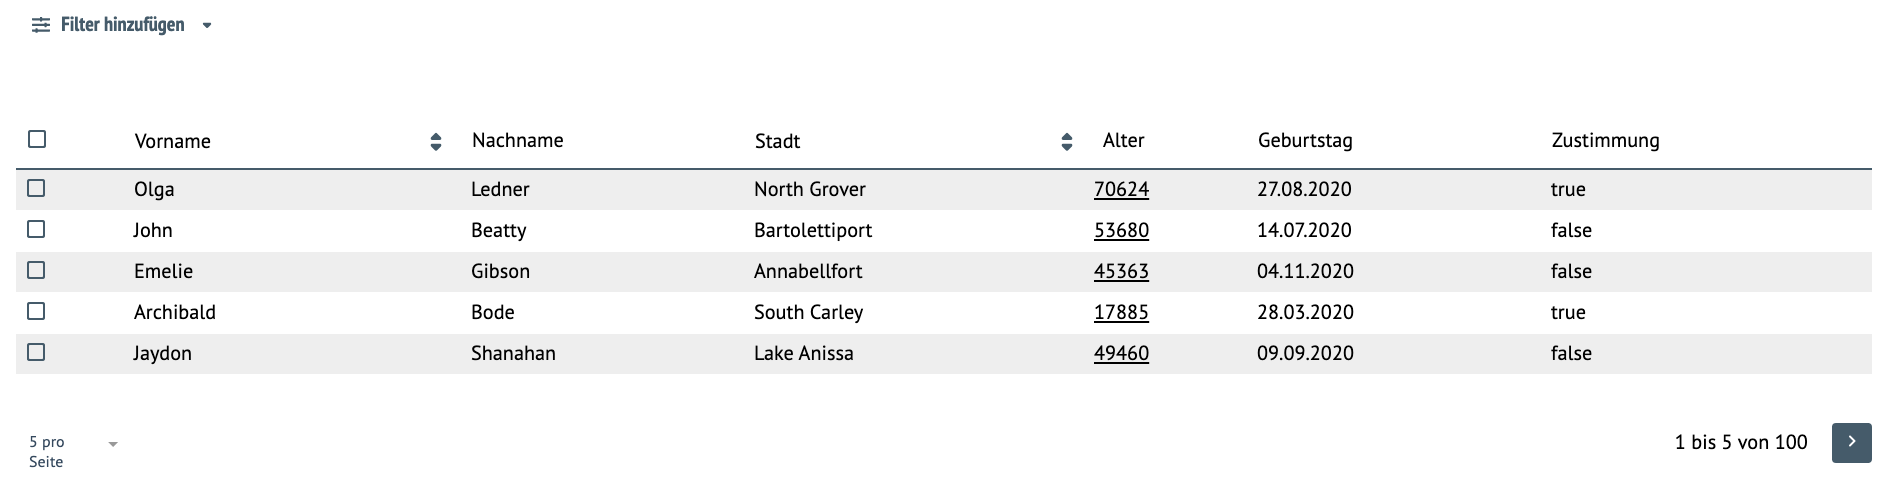 Filter hinzufügen
Vorname Nachname Stadt Alter Geburtstag Zustimmung
Olga Ledner North Grover 70624 27.08.2020 true
John Beatty Bartolettiport 53680 14.07.2020 false
Emelie Gibson Annabellfort 45363 04.11.2020 false
Archibald Bode South Carley 17885 28.03.2020 true
Jaydon Shanahan Lake Anissa 49460 09.09.2020 false
5 pro
Seite
1 bis 5 von 100